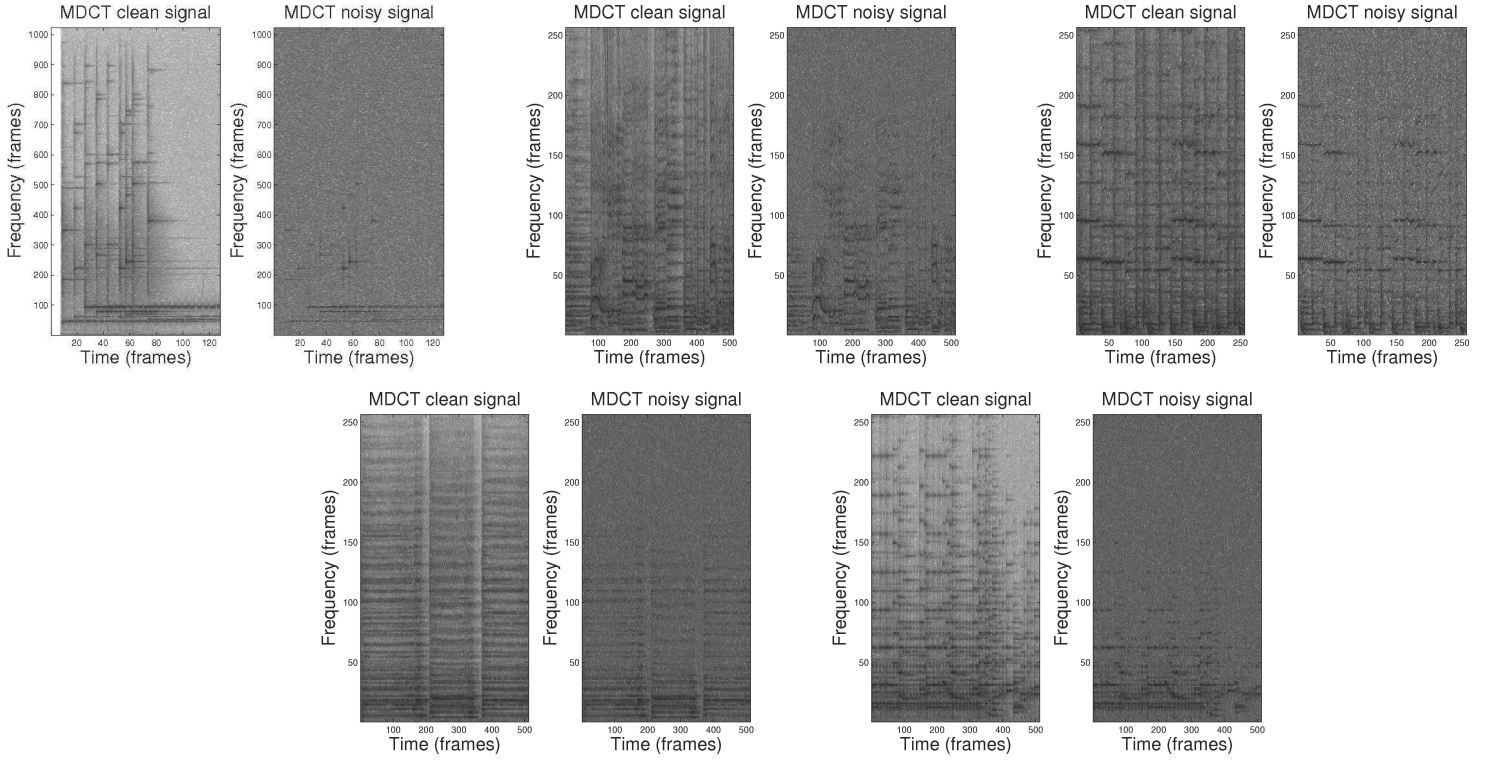 MDCT clean signal
MDCT noisy signal
Frequency (frames)
1000
900
800
700
600
500
400
300
200
100
20 40 60 80 100 120
Time (frames)
Frequency (frames)
1000
900
800
700
600
500
400
300
200
100
20 40 60 80 100 120
Time (frames)
MDCT clean signal
MDCT noisy signal
Frequency (frames)
250
200
150
100
50
100 200 300 400 500
Time (frames)
Frequency (frames)
250
200
150
100
50
100 200 300 400 500
Time (frames)
MDCT clean signal
MDCT noisy signal
Frequency (frames)
250
200
150
100
50
50 100 150 200 250
Time (frames)
Frequency (frames)
250
200
150
100
50
50 100 150 200 250
Time (frames)
MDCT clean signal
MDCT noisy signal
Frequency (frames)
250
200
150
100
50
100 200 300 400 500
Time (frames)
Frequency (frames)
250
200
150
100
50
100 200 300 400 500
Time (frames)
MDCT clean signal
MDCT noisy signal
Frequency (frames)
250
200
150
100
50
100 200 300 400 500
Time (frames)
Frequency (frames)
250
200
150
100
50
100 200 300 400 500
Time (frames)